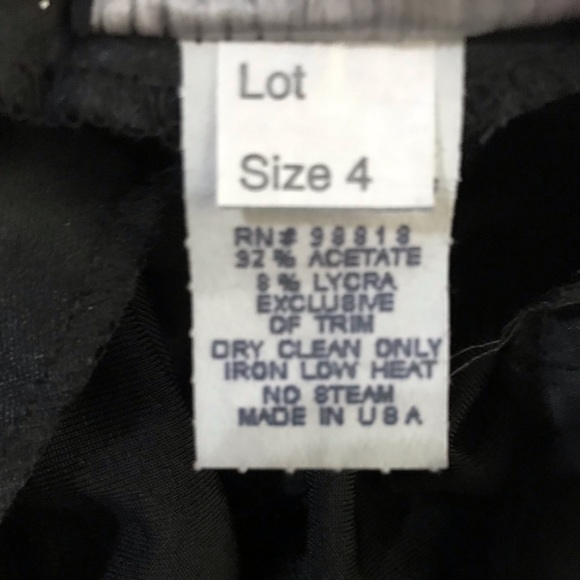 Lot
Size 4
RN#
92 % ACETATE
8 % LYCRA
EXCLUSIVE
OF TRIM
DRY CLEAN ONLY
IRON LOW HEAT
NO STEAM
MADE IN USA